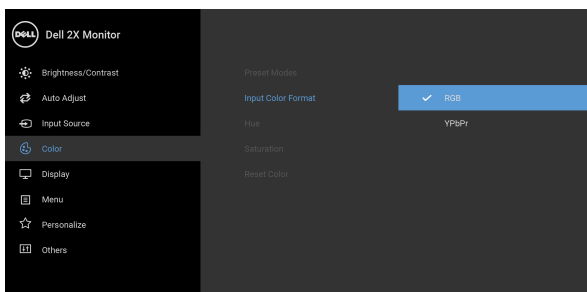 DELL Dell 2X Monitor
Brightness/Contrast
Auto Adjust
Input Source
Color
Display
Menu
Personalize
Others
Preset Modes
Input Color Format
Hue
Saturation
Reset Color
RGB
YPbPr